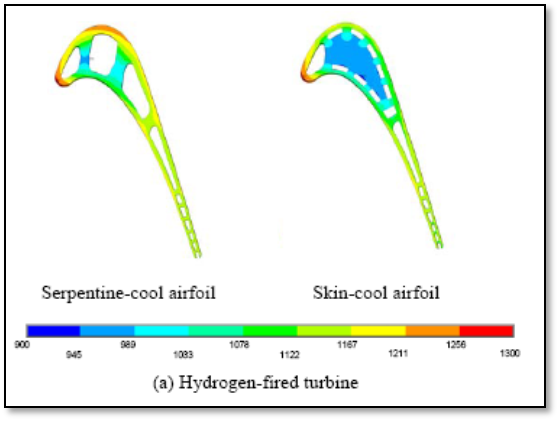 Serpentine-cool airfoil Skin-cool airfoil
900 989 1078 1167 1256 1300
945 1033 1122 1211
(a) Hydrogen-fired turbine